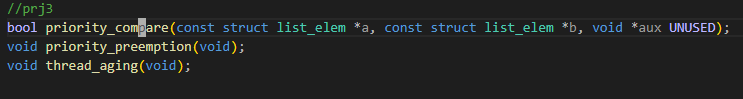 //prj3
bool priority_compare(const struct list_elem *a, const struct list_elem *b, void *aux UNUSED);
void priority_preemption(void);
void thread_aging(void);